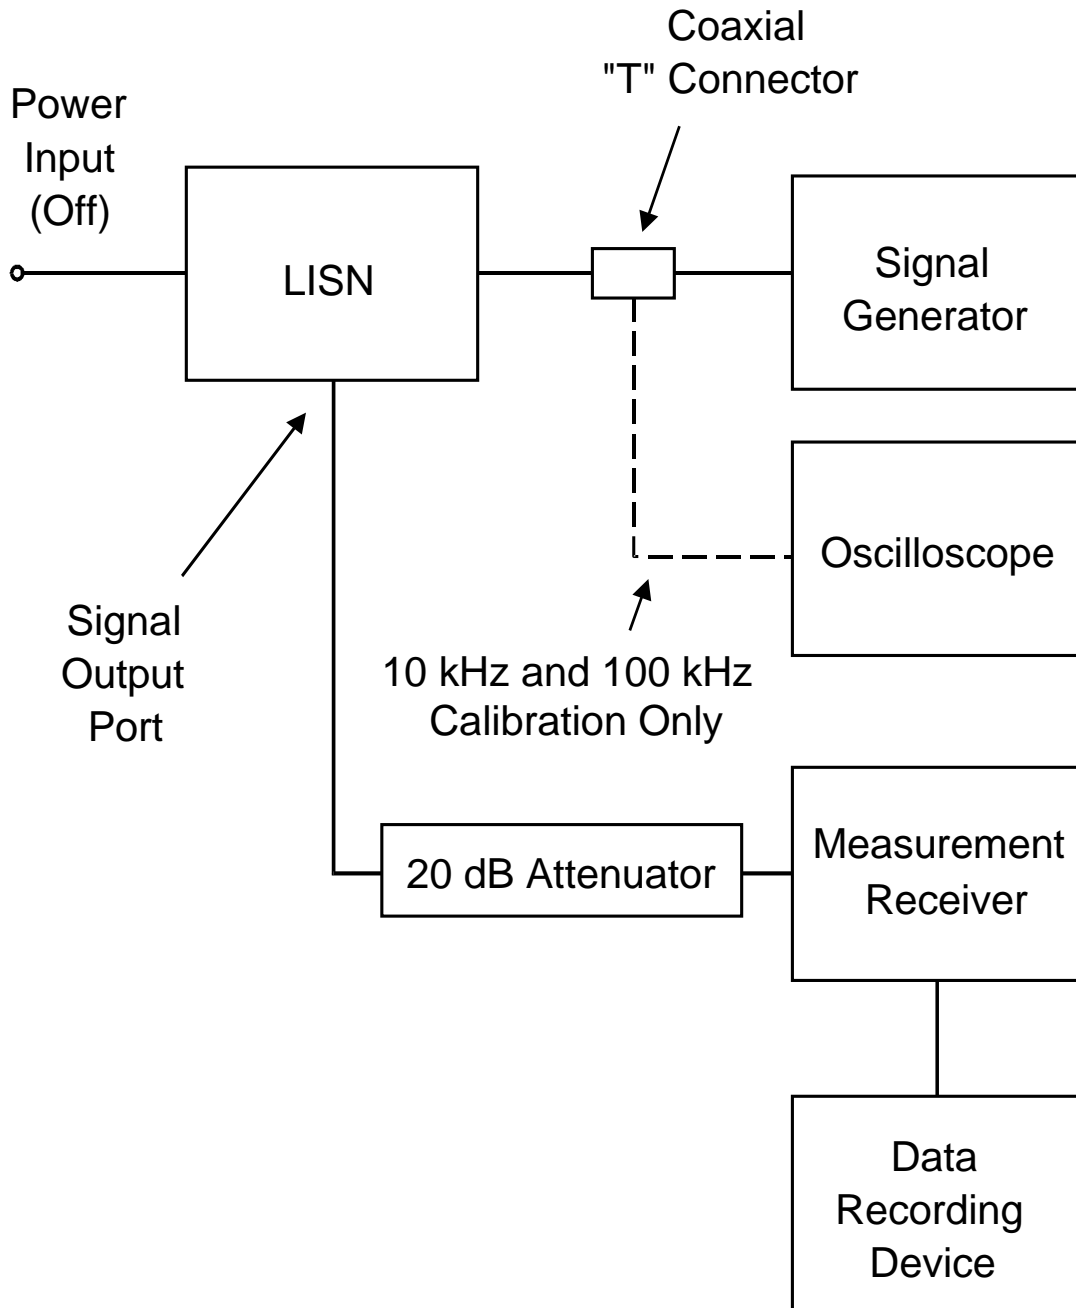 Coaxial
"T" Connector
Power
Input
(Off)
LISN
Signal
Generator
Oscilloscope
Signal
Output
Port
10 kHz and 100 kHz
Calibration Only
20 dB Attenuator
Measurement
Receiver
Data
Recording
Device